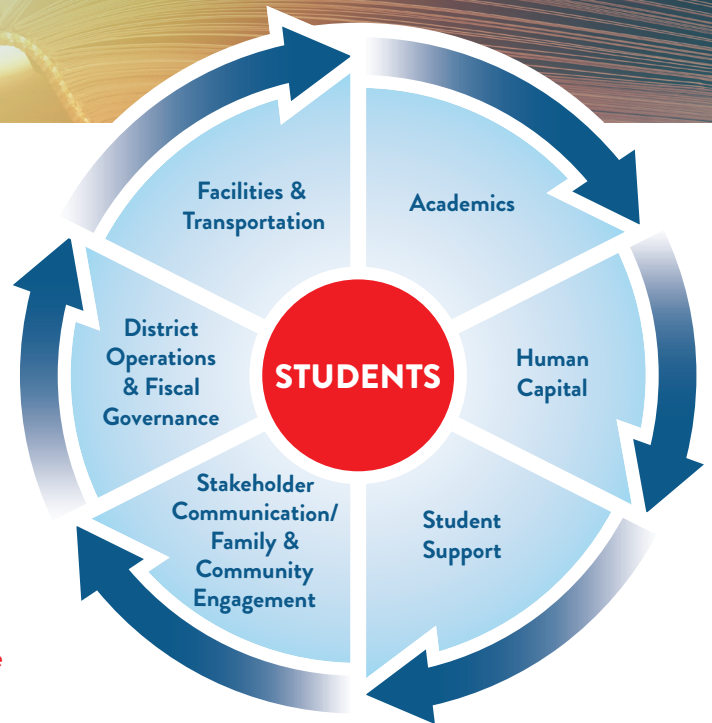 Facilities &
Transportation
Academics
Human
Capital
Student
Support
Stakeholder
Communication/
Family &
Community
Engagement
District
Operations
& Fiscal
Governance
STUDENTS